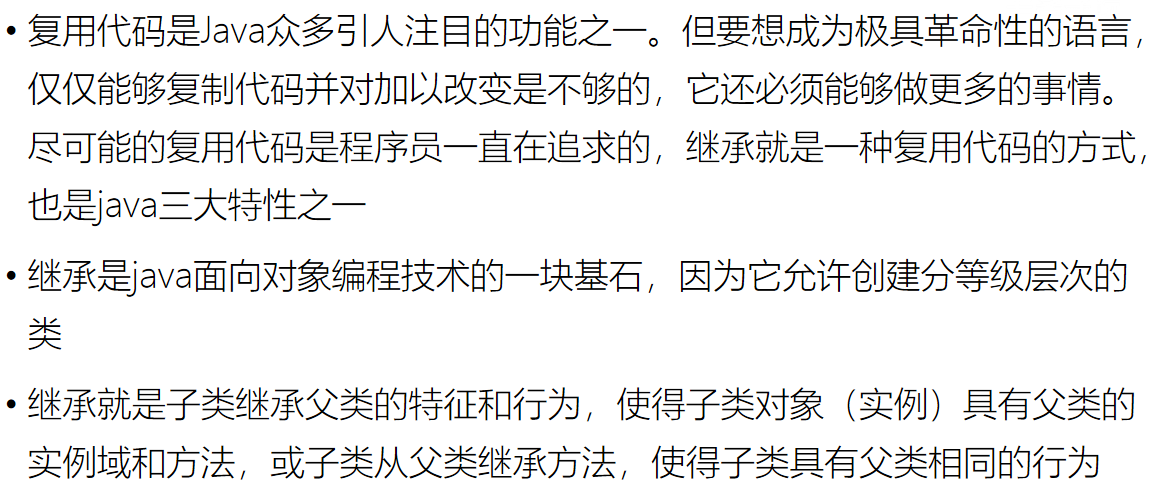 • 复用代码是Java众多引人注目的功能之一。但要想成为极具革命性的语言，
仅仅能够复制代码并对加以改变是不够的，它还必须能够做更多的事情。
尽可能的复用代码是程序员一直在追求的，继承就是一种复用代码的方式，
也是java三大特性之一
• 继承是java面向对象编程技术的一块基石，因为它允许创建分等级层次的
类
• 继承就是子类继承父类的特征和行为，使得子类对象（实例）具有父类的
实例域和方法，或子类从父类继承方法，使得子类具有父类相同的行为